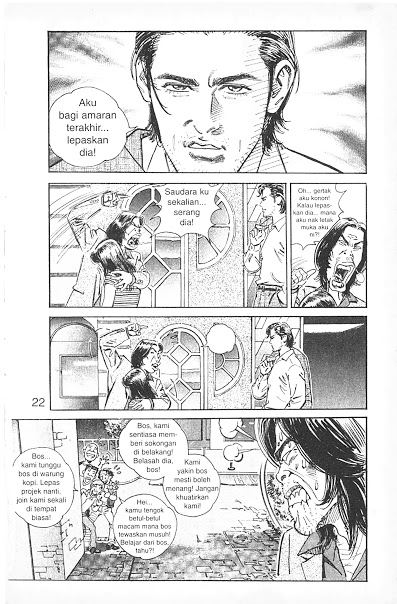 Aku
bagi amaran
terakhir...
lepaskan
dia!
Saudara ku
sekalian...
serang
dia!
Oh... gertak
aku konon!
Kalau lepas-
kan dia... mana
aku nak letak
muka aku
ni?!
22
Bos, kami
sentiasa mem-
beri sokongan
di belakang!
Belasah dia,
bos!
Bos...
kami tunggu
bos di warung
kopi. Lepas
projek nanti,
join kami sekali
di tempat
biasa!
Kami
yakin bos
mesti boleh
menang! Jangan
khuatirkan
kami!
Hei...
kamu tengok
betul-betul
macam mana bos
tewaskan musuh!
Belajar dari bos,
tahu?!